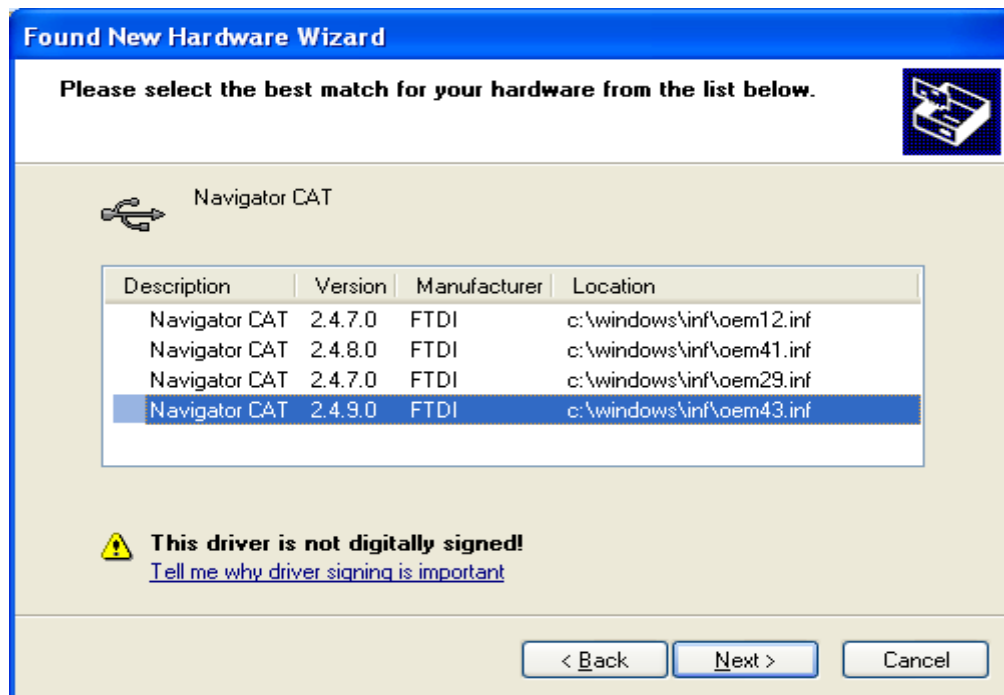 Found New Hardware Wizard
Please select the best match for your hardware from the list below.
Navigator CAT
Description Version Manufacturer Location
Navigator CAT 2.4.7.0 FTDI c:\windows\inf\oem12.inf
Navigator CAT 2.4.8.0 FTDI c:\windows\inf\oem41.inf
Navigator CAT 2.4.7.0 FTDI c:\windows\inf\oem29.inf
Navigator CAT 2.4.9.0 FTDI c:\windows\inf\oem43.inf
This driver is not digitally signed!
Tell me why driver signing is important
< Back Next > Cancel